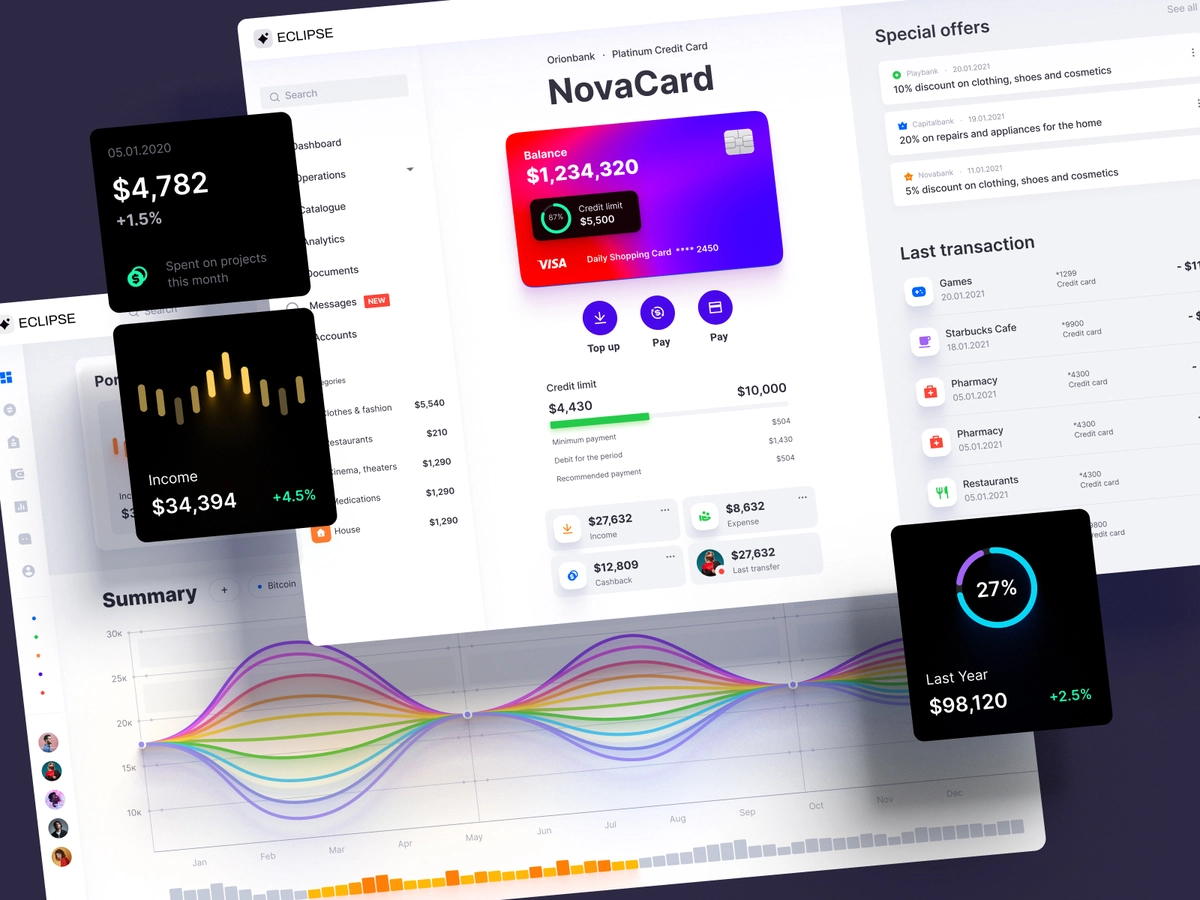 ECLIPSE
Search
Dashboard
Operations
Catalogue
Analytics
Documents
Messages NEW
Accounts
Clothes & fashion $5,540
Restaurants $210
Cinema, theaters $1,290
Medications $1,290
House $1,290
Orionbank · Platinum Credit Card
NovaCard
Balance
$1,234,320
87%
Credit limit
$5,500
VISA
Daily Shopping Card **** 2450
Top up
Pay
Pay
Credit limit
$4,430 $10,000
Minimum payment $504
Debit for the period $1,430
Recommended payment $504
$27,632
Income
$8,632
Expense
$12,809
Cashback
$27,632
Last transfer
Special offers
See all
Playbank · 20.01.2021
10% discount on clothing, shoes and cosmetics
Capitalbank · 19.01.2021
20% on repairs and appliances for the home
Novabank · 11.01.2021
5% discount on clothing, shoes and cosmetics
Last transaction
Games
20.01.2021
*1299
Credit card
- $11
Starbucks Cafe
18.01.2021
*9900
Credit card
- $
Pharmacy
05.01.2021
*4300
Credit card
-
Pharmacy
05.01.2021
*4300
Credit card
Restaurants
05.01.2021
*4300
Credit card
9800
Credit card
05.01.2020
$4,782
+1.5%
Spent on projects
this month
ECLIPSE
Search
Por
Inc
$3
Income
$34,394 +4.5%
27%
Last Year
$98,120 +2.5%
Summary
+
Bitcoin
30к
25к
20к
15к
10к
Jan
Feb
Mar
Apr
May
Jun
Jul
Aug
Sep
Oct
Nov
Dec